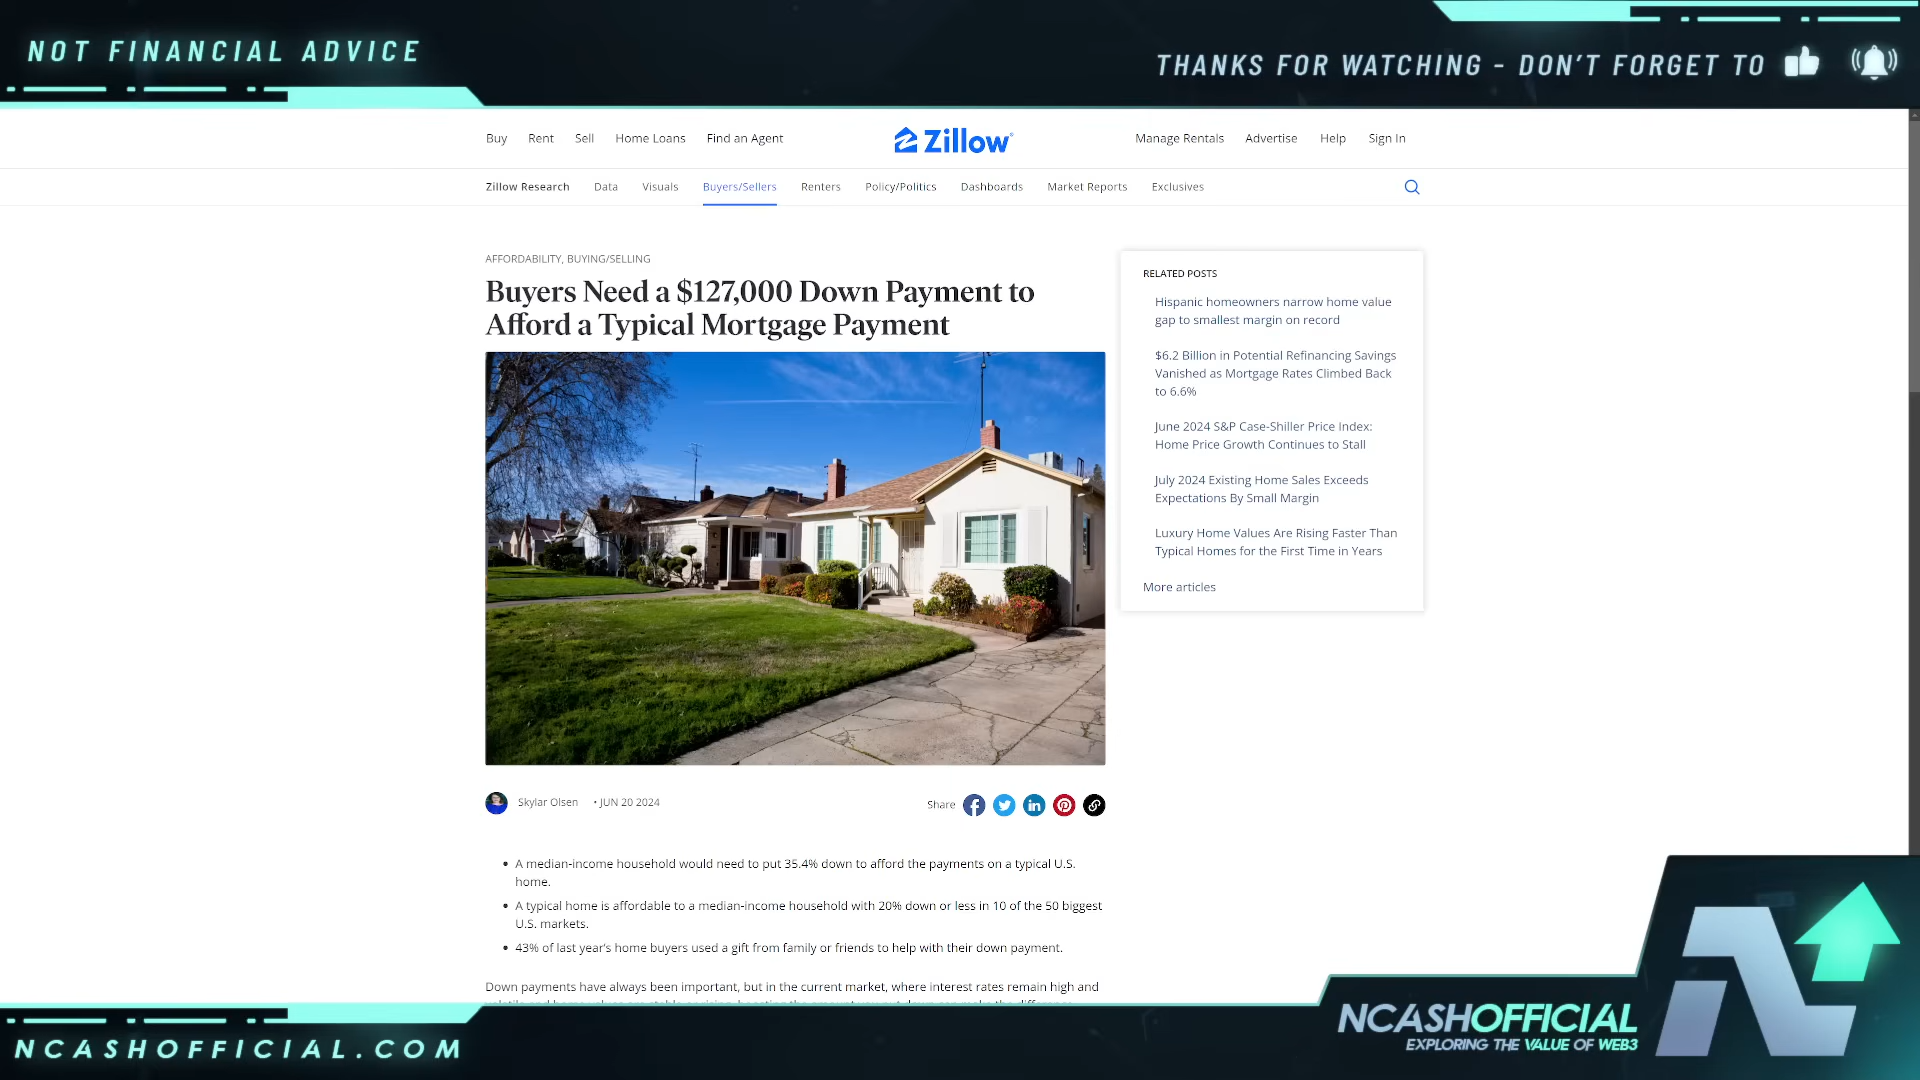 NOT FINANCIAL ADVICE
THANKS FOR WATCHING - DON'T FORGET TO
Buy Rent Sell Home Loans Find an Agent
Zillow
Manage Rentals Advertise Help Sign In
Zillow Research Data Visuals Buyers/Sellers Renters Policy/Politics Dashboards Market Reports Exclusives
AFFORDABILITY, BUYING/SELLING
Buyers Need a $127,000 Down Payment to
Afford a Typical Mortgage Payment
RELATED POSTS
Hispanic homeowners narrow home value
gap to smallest margin on record
$6.2 Billion in Potential Refinancing Savings
Vanished as Mortgage Rates Climbed Back
to 6.6%
June 2024 S&P Case-Shiller Price Index:
Home Price Growth Continues to Stall
July 2024 Existing Home Sales Exceeds
Expectations By Small Margin
Luxury Home Values Are Rising Faster Than
Typical Homes for the First Time in Years
More articles
Skylar Olsen • JUN 20 2024
Share
• A median-income household would need to put 35.4% down to afford the payments on a typical U.S.
home.
• A typical home is affordable to a median-income household with 20% down or less in 10 of the 50 biggest
U.S. markets.
• 43% of last year's home buyers used a gift from family or friends to help with their down payment.
Down payments have always been important, but in the current market, where interest rates remain high and
NCASHOFFICIAL.COM
NCASHOFFICIAL
EXPLORING THE VALUE OF WEB3